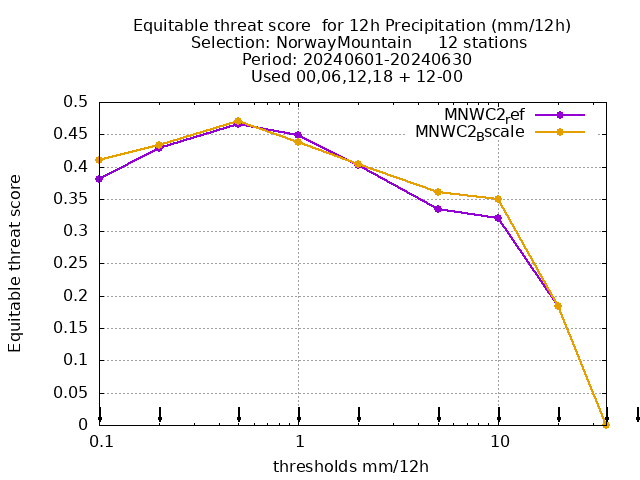 Equitable threat score  for 12h Precipitation (mm/12h)
Selection: NorwayMountain     12 stations
Period: 20240601-20240630
Used 00,06,12,18 + 12-00
MNWC2_ref
MNWC2_Bscale
0.5
0.45
0.4
0.35
0.3
0.25
0.2
0.15
0.1
0.05
0
Equitable threat score
0.1 1 10
thresholds mm/12h